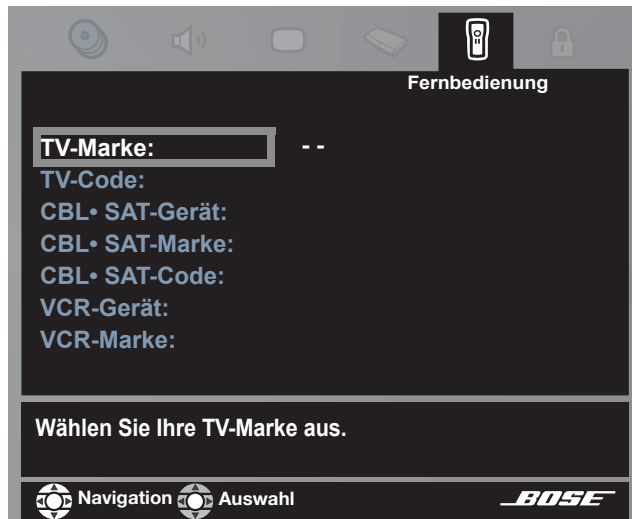 Fernbedienung
TV-Marke: - -
TV-Code:
CBL• SAT-Gerät:
CBL• SAT-Marke:
CBL• SAT-Code:
VCR-Gerät:
VCR-Marke:
Wählen Sie Ihre TV-Marke aus.
Navigation Auswahl BOSE